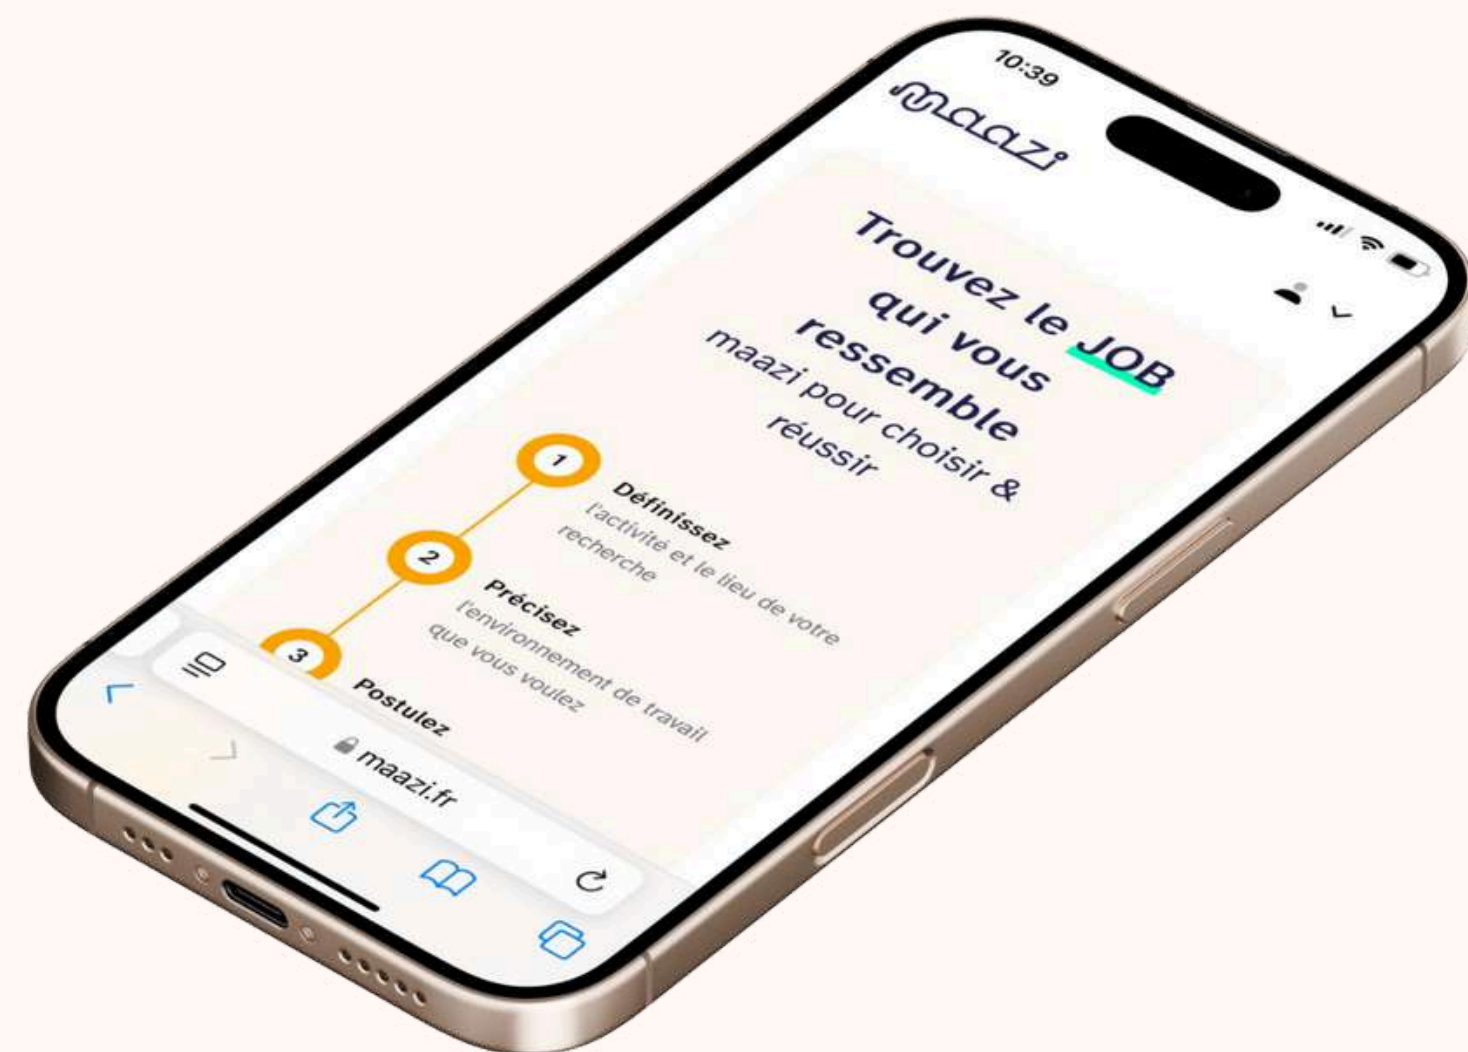 10:39
maazi
Trouvez le JOB
qui vous
ressemble
maazi pour choisir &
réussir
1
Définissez
l'activité et le lieu de votre
recherche
2
Précisez
l'environnement de travail
que vous voulez
3
Postulez
maazi.fr